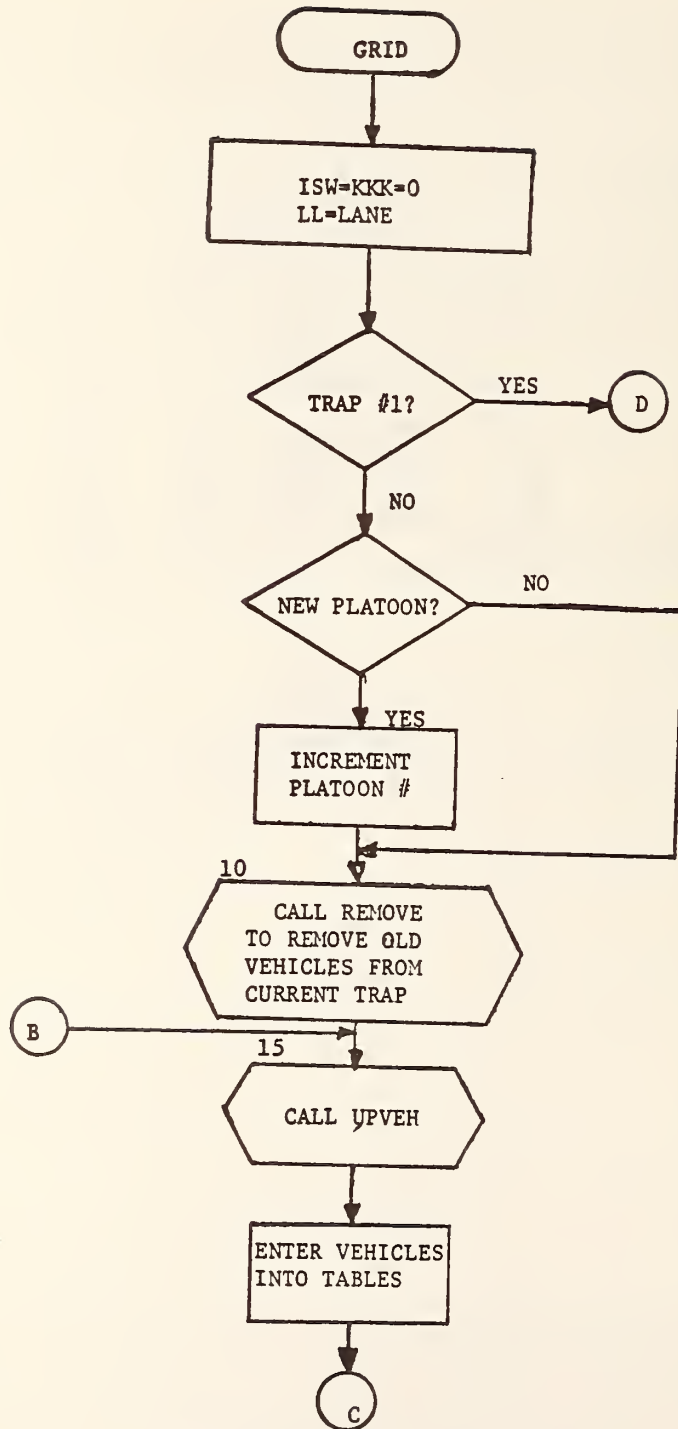 GRID
ISW=KKK=0
LL=LANE
TRAP #1?
YES
D
NO
NEW PLATOON?
NO
YES
INCREMENT
PLATOON #
10
CALL REMOVE
TO REMOVE OLD
VEHICLES FROM
CURRENT TRAP
B
15
CALL UPVEH
ENTER VEHICLES
INTO TABLES
C